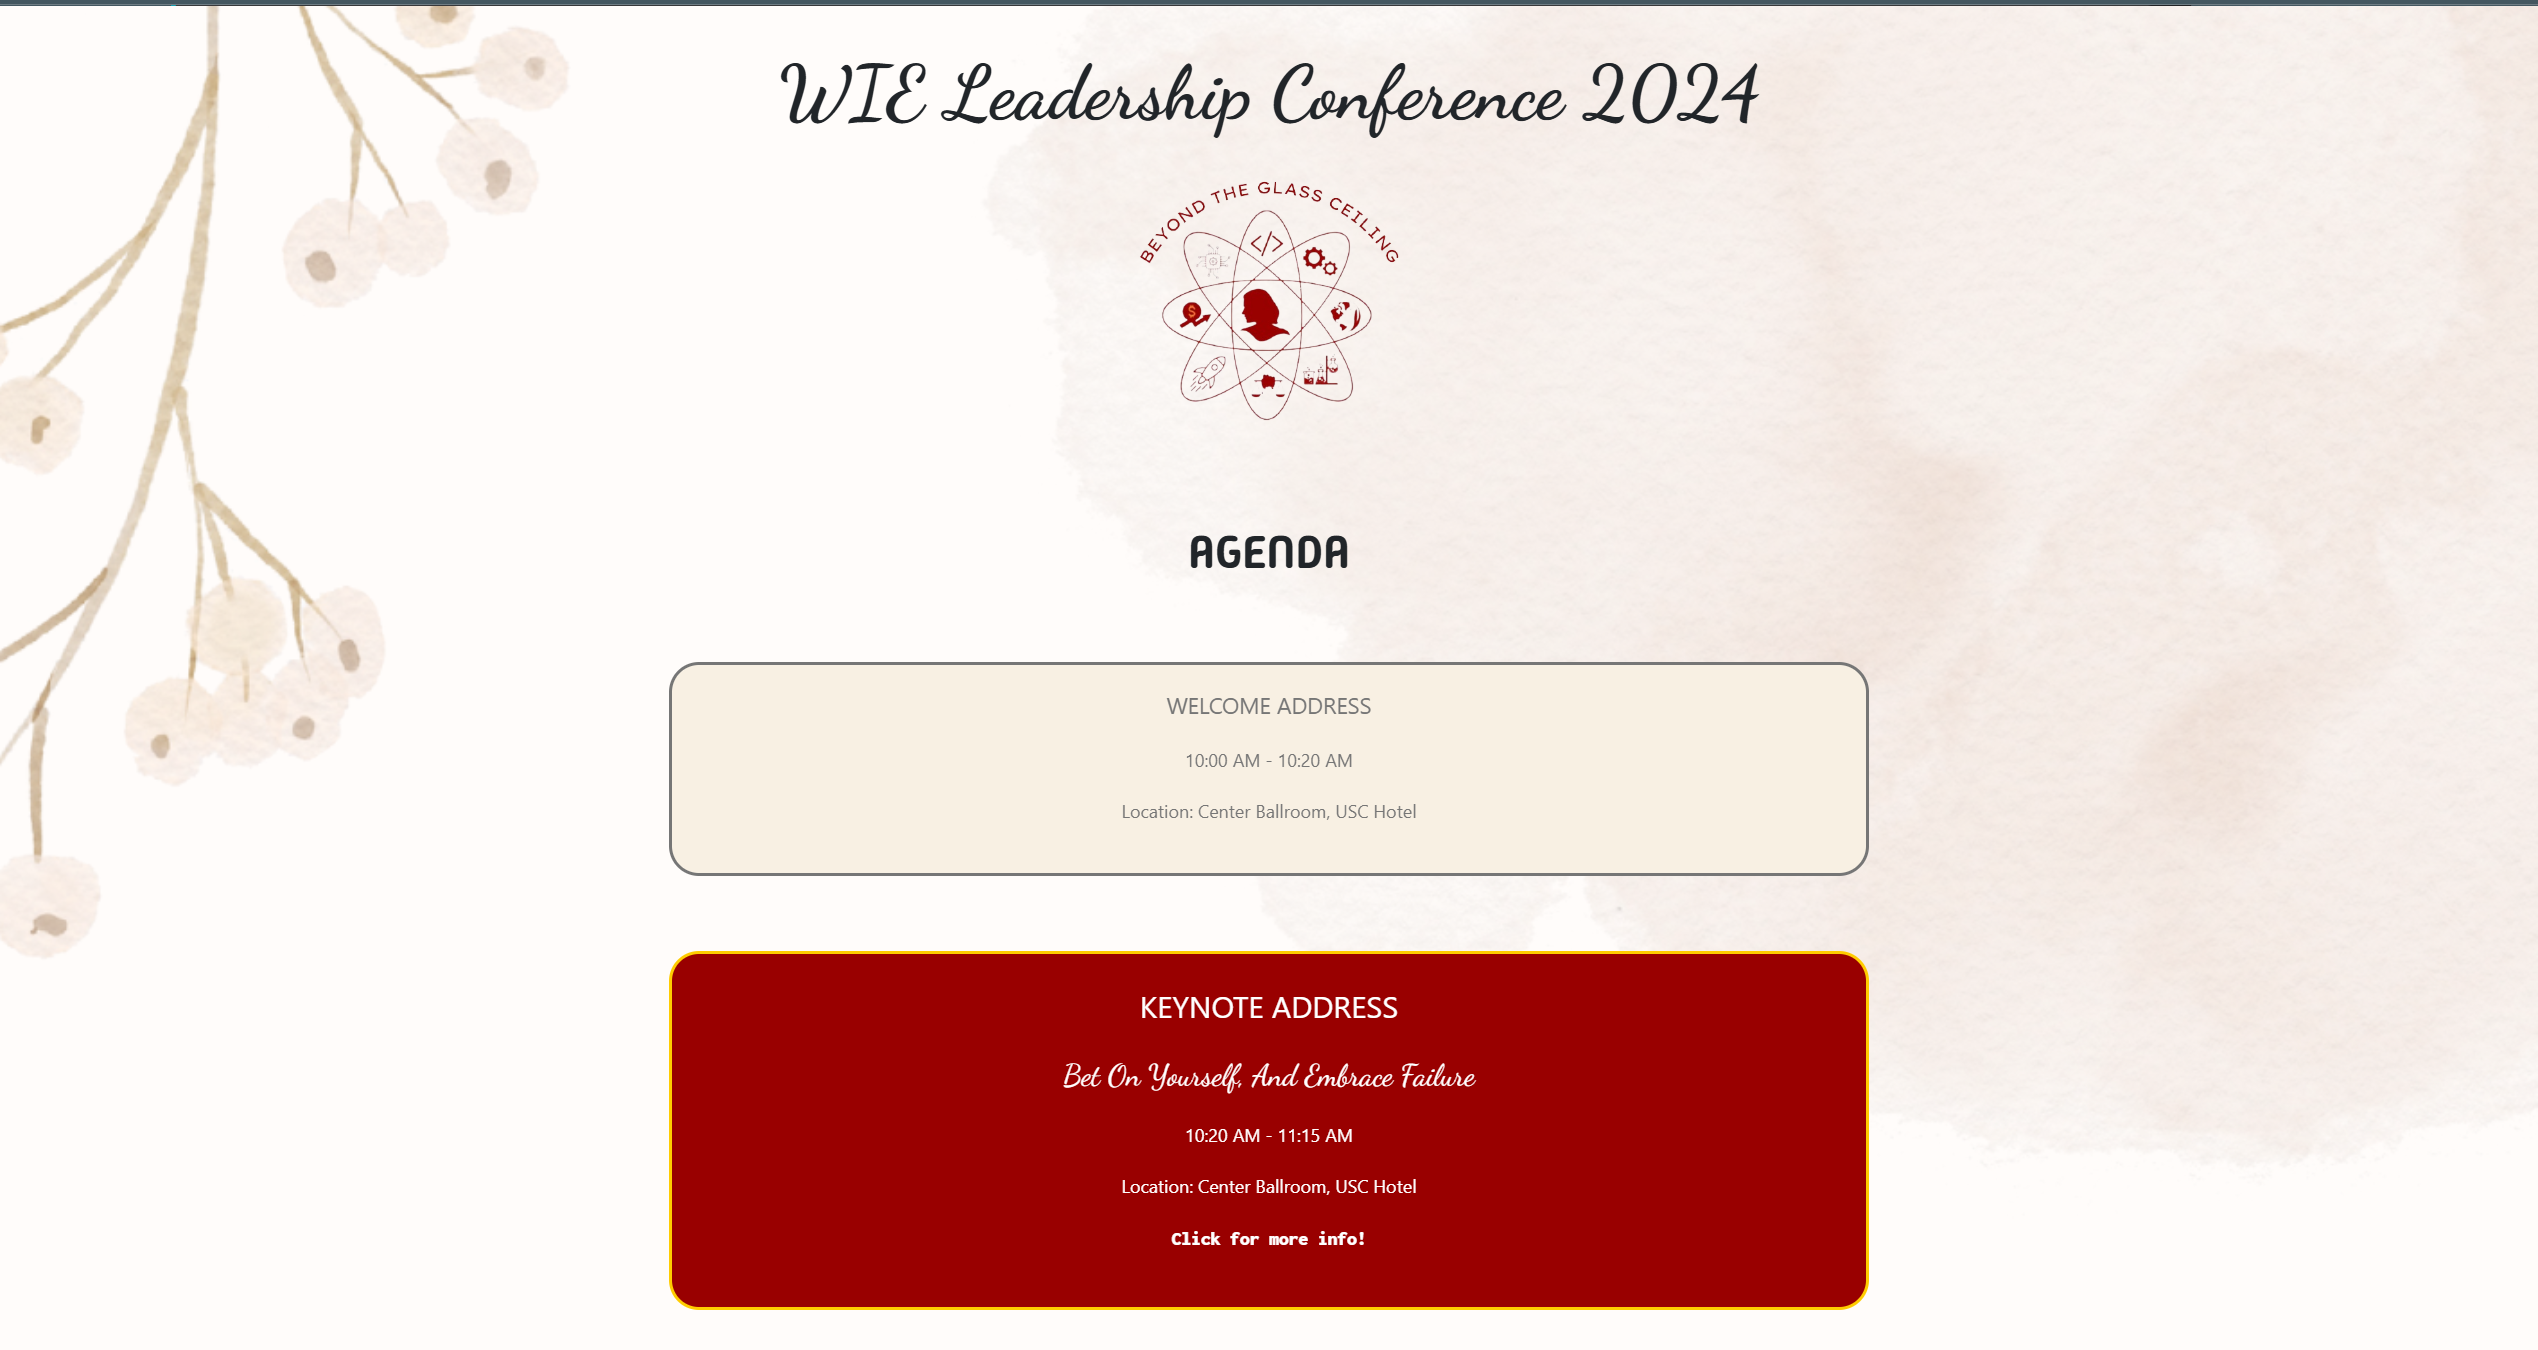 WIE Leadership Conference 2024
BEYOND THE GLASS CEILING
</>
$
AGENDA
WELCOME ADDRESS
10:00 AM - 10:20 AM
Location: Center Ballroom, USC Hotel
KEYNOTE ADDRESS
Bet On Yourself, And Embrace Failure
10:20 AM - 11:15 AM
Location: Center Ballroom, USC Hotel
Click for more info!